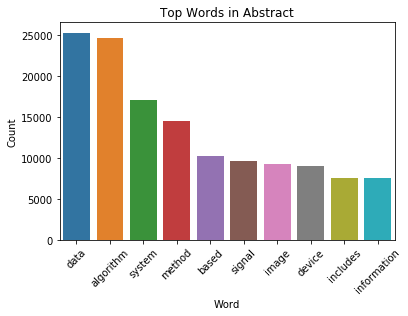 Top Words in Abstract
25000
20000
15000
10000
5000
0
Count
data
algorithm
system
method
based
signal
image
device
includes
information
Word